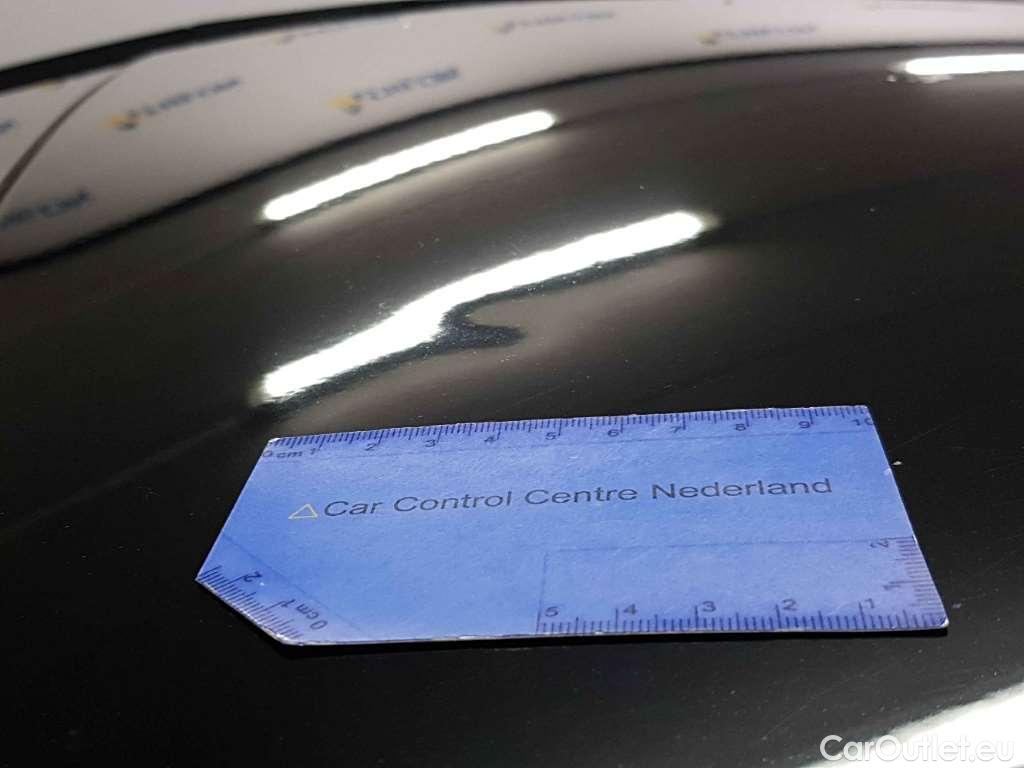 0 cm 1 2 3 4 5 6 7 8 9 10
Car Control Centre Nederland
2
1
0 cm
5 4 3 2 1
2
1
CarOutlet.eu